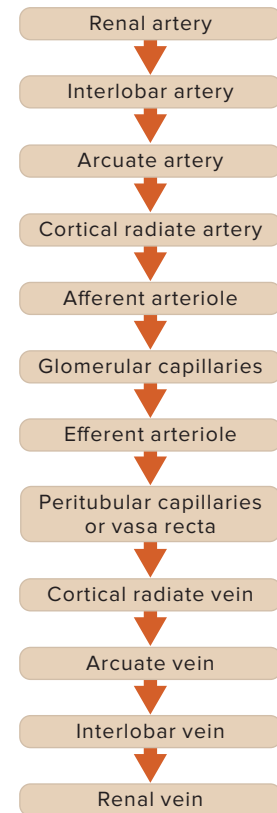 Renal artery
Interlobar artery
Arcuate artery
Cortical radiate artery
Afferent arteriole
Glomerular capillaries
Efferent arteriole
Peritubular capillaries
or vasa recta
Cortical radiate vein
Arcuate vein
Interlobar vein
Renal vein